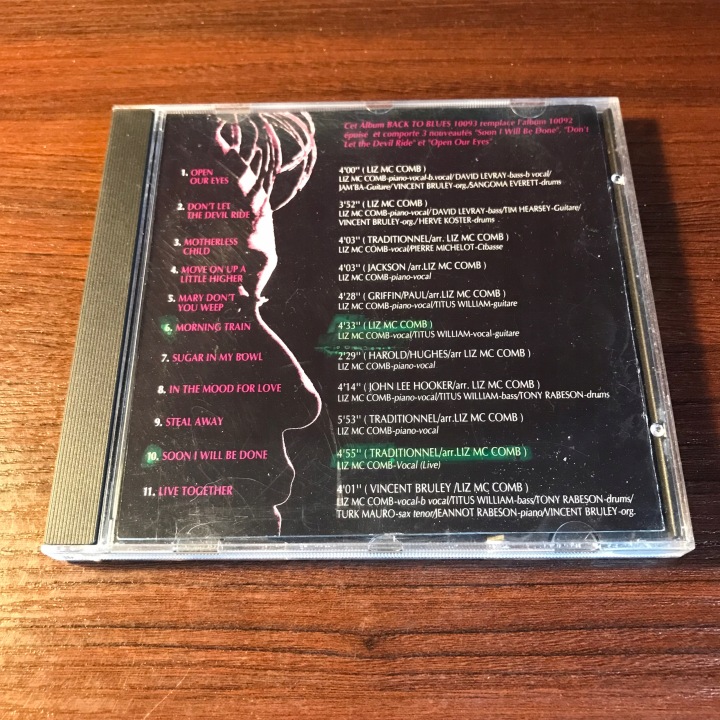 Cet Album BACK TO BLUES 10093 remplace l'album 10092
épuisé et comporte 3 nouveautés "Soon I Will Be Done", "Don't
Let the Devil Ride" et "Open Our Eyes"
1. OPEN OUR EYES
4'00" ( LIZ MC COMB )
LIZ MC COMB-piano-vocal-b.vocal/DAVID LEVRAY-bass-b vocal/
JAM'BA-Guitare/VINCENT BRULEY-org./SANGOMA EVERETT-drums
2. DON'T LET THE DEVIL RIDE
3'52" ( LIZ MC COMB )
LIZ MC COMB-piano-vocal/DAVID LEVRAY-bass/TIM HEARSEY-Guitare/
VINCENT BRULEY-org./HERVE KOSTER-drums
3. MOTHERLESS CHILD
4'03" ( TRADITIONNEL/arr. LIZ MC COMB )
LIZ MC COMB-vocal/PIERRE MICHELOT-Ctbasse
4. MOVE ON UP A LITTLE HIGHER
4'03" ( JACKSON /arr.LIZ MC COMB )
LIZ MC COMB-piano-vocal
5. MARY DON'T YOU WEEP
4'28" ( GRIFFIN/PAUL/arr.LIZ MC COMB )
LIZ MC COMB-piano-vocal/TITUS WILLIAM-guitare
6. MORNING TRAIN
4'33" ( LIZ MC COMB )
LIZ MC COMB-vocal/TITUS WILLIAM-vocal-guitare
7. SUGAR IN MY BOWL
2'29" ( HAROLD/HUGHES/arr LIZ MC COMB )
LIZ MC COMB-piano-vocal
8. IN THE MOOD FOR LOVE
4'14" ( JOHN LEE HOOKER/arr. LIZ MC COMB )
LIZ MC COMB-piano-vocal/TITUS WILLIAM-bass/TONY RABESON-drums
9. STEAL AWAY
5'53" ( TRADITIONNEL/arr. LIZ MC COMB )
LIZ MC COMB-piano-vocal
10. SOON I WILL BE DONE
4'55" ( TRADITIONNEL/arr.LIZ MC COMB )
LIZ MC COMB-Vocal (Live)
11. LIVE TOGETHER
4'01" ( VINCENT BRULEY /LIZ MC COMB )
LIZ MC COMB-vocal-b vocal/TITUS WILLIAM-bass/TONY RABESON-drums/
TURK MAURO-sax tenor/JEANNOT RABESON-piano/VINCENT BRULEY-org.